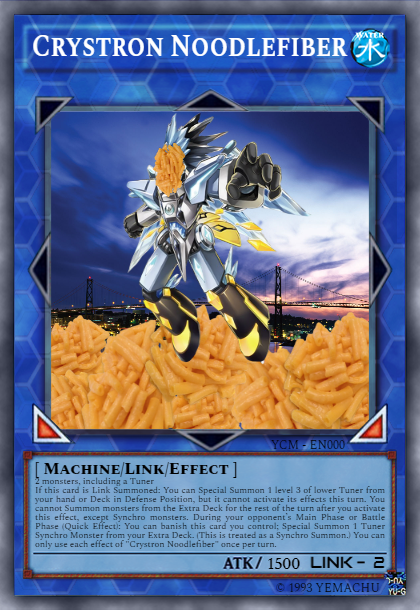 CRYSTRON NOODLEFIBER
WATER
水
YCM - EN000
[ MACHINE/LINK/EFFECT ]
2 monsters, including a Tuner
If this card is Link Summoned: You can Special Summon 1 level 3 of lower Tuner from
your hand or Deck in Defense Position, but it cannot activate its effects this turn. You
cannot Summon monsters from the Extra Deck for the rest of the turn after you activate
this effect, except Synchro monsters. During your opponent's Main Phase or Battle
Phase (Quick Effect): You can banish this card you control; Special Summon 1 Tuner
Synchro Monster from your Extra Deck. (This is treated as a Synchro Summon.) You can
only use each effect of "Crystron Noodlefiber" once per turn.
ATK/ 1500 LINK - 2
© 1993 YEMACHU